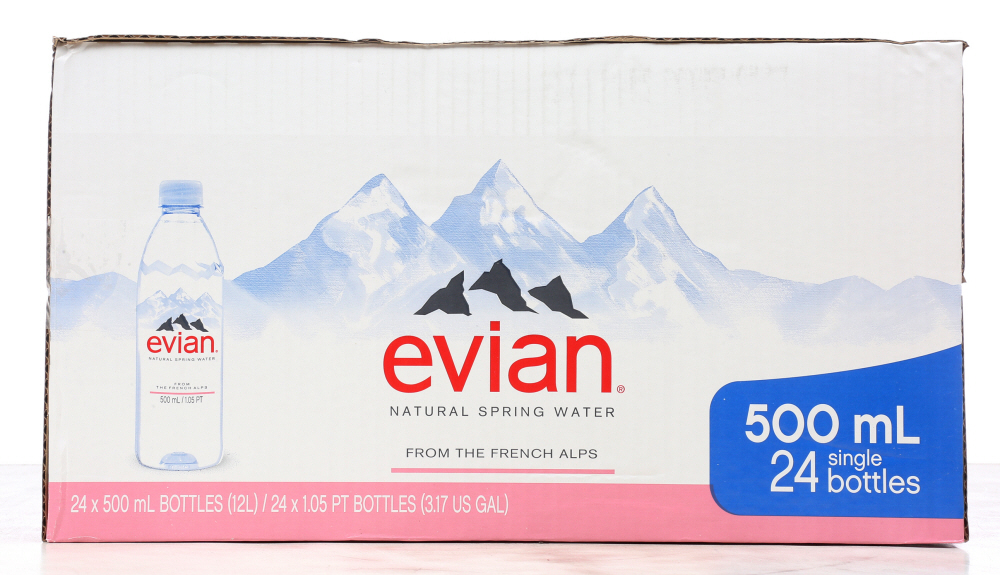 evian®
NATURAL SPRING WATER
FROM
THE FRENCH ALPS
500 mL / 1.05 PT
evian®
NATURAL SPRING WATER
FROM THE FRENCH ALPS
500 mL
24 single
bottles
24 x 500 mL BOTTLES (12L) / 24 x 1.05 PT BOTTLES (3.17 US GAL)